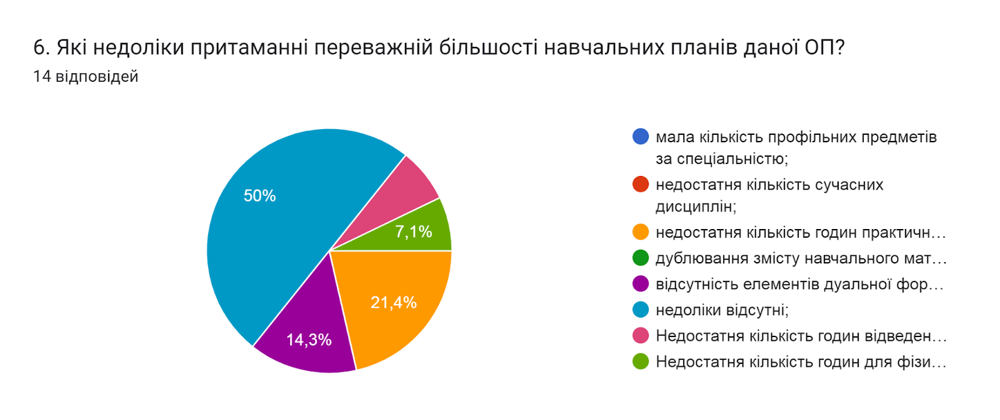 6. Які недоліки притаманні переважній більшості навчальних планів даної ОП?
14 відповідей
50%
7,1%
21,4%
14,3%
мала кількість профільних предметів
за спеціальністю;
недостатня кількість сучасних
дисциплін;
недостатня кількість годин практичн…
дублювання змісту навчального мат…
відсутність елементів дуальної фор…
недоліки відсутні;
Недостатня кількість годин відведен…
Недостатня кількість годин для фізи…